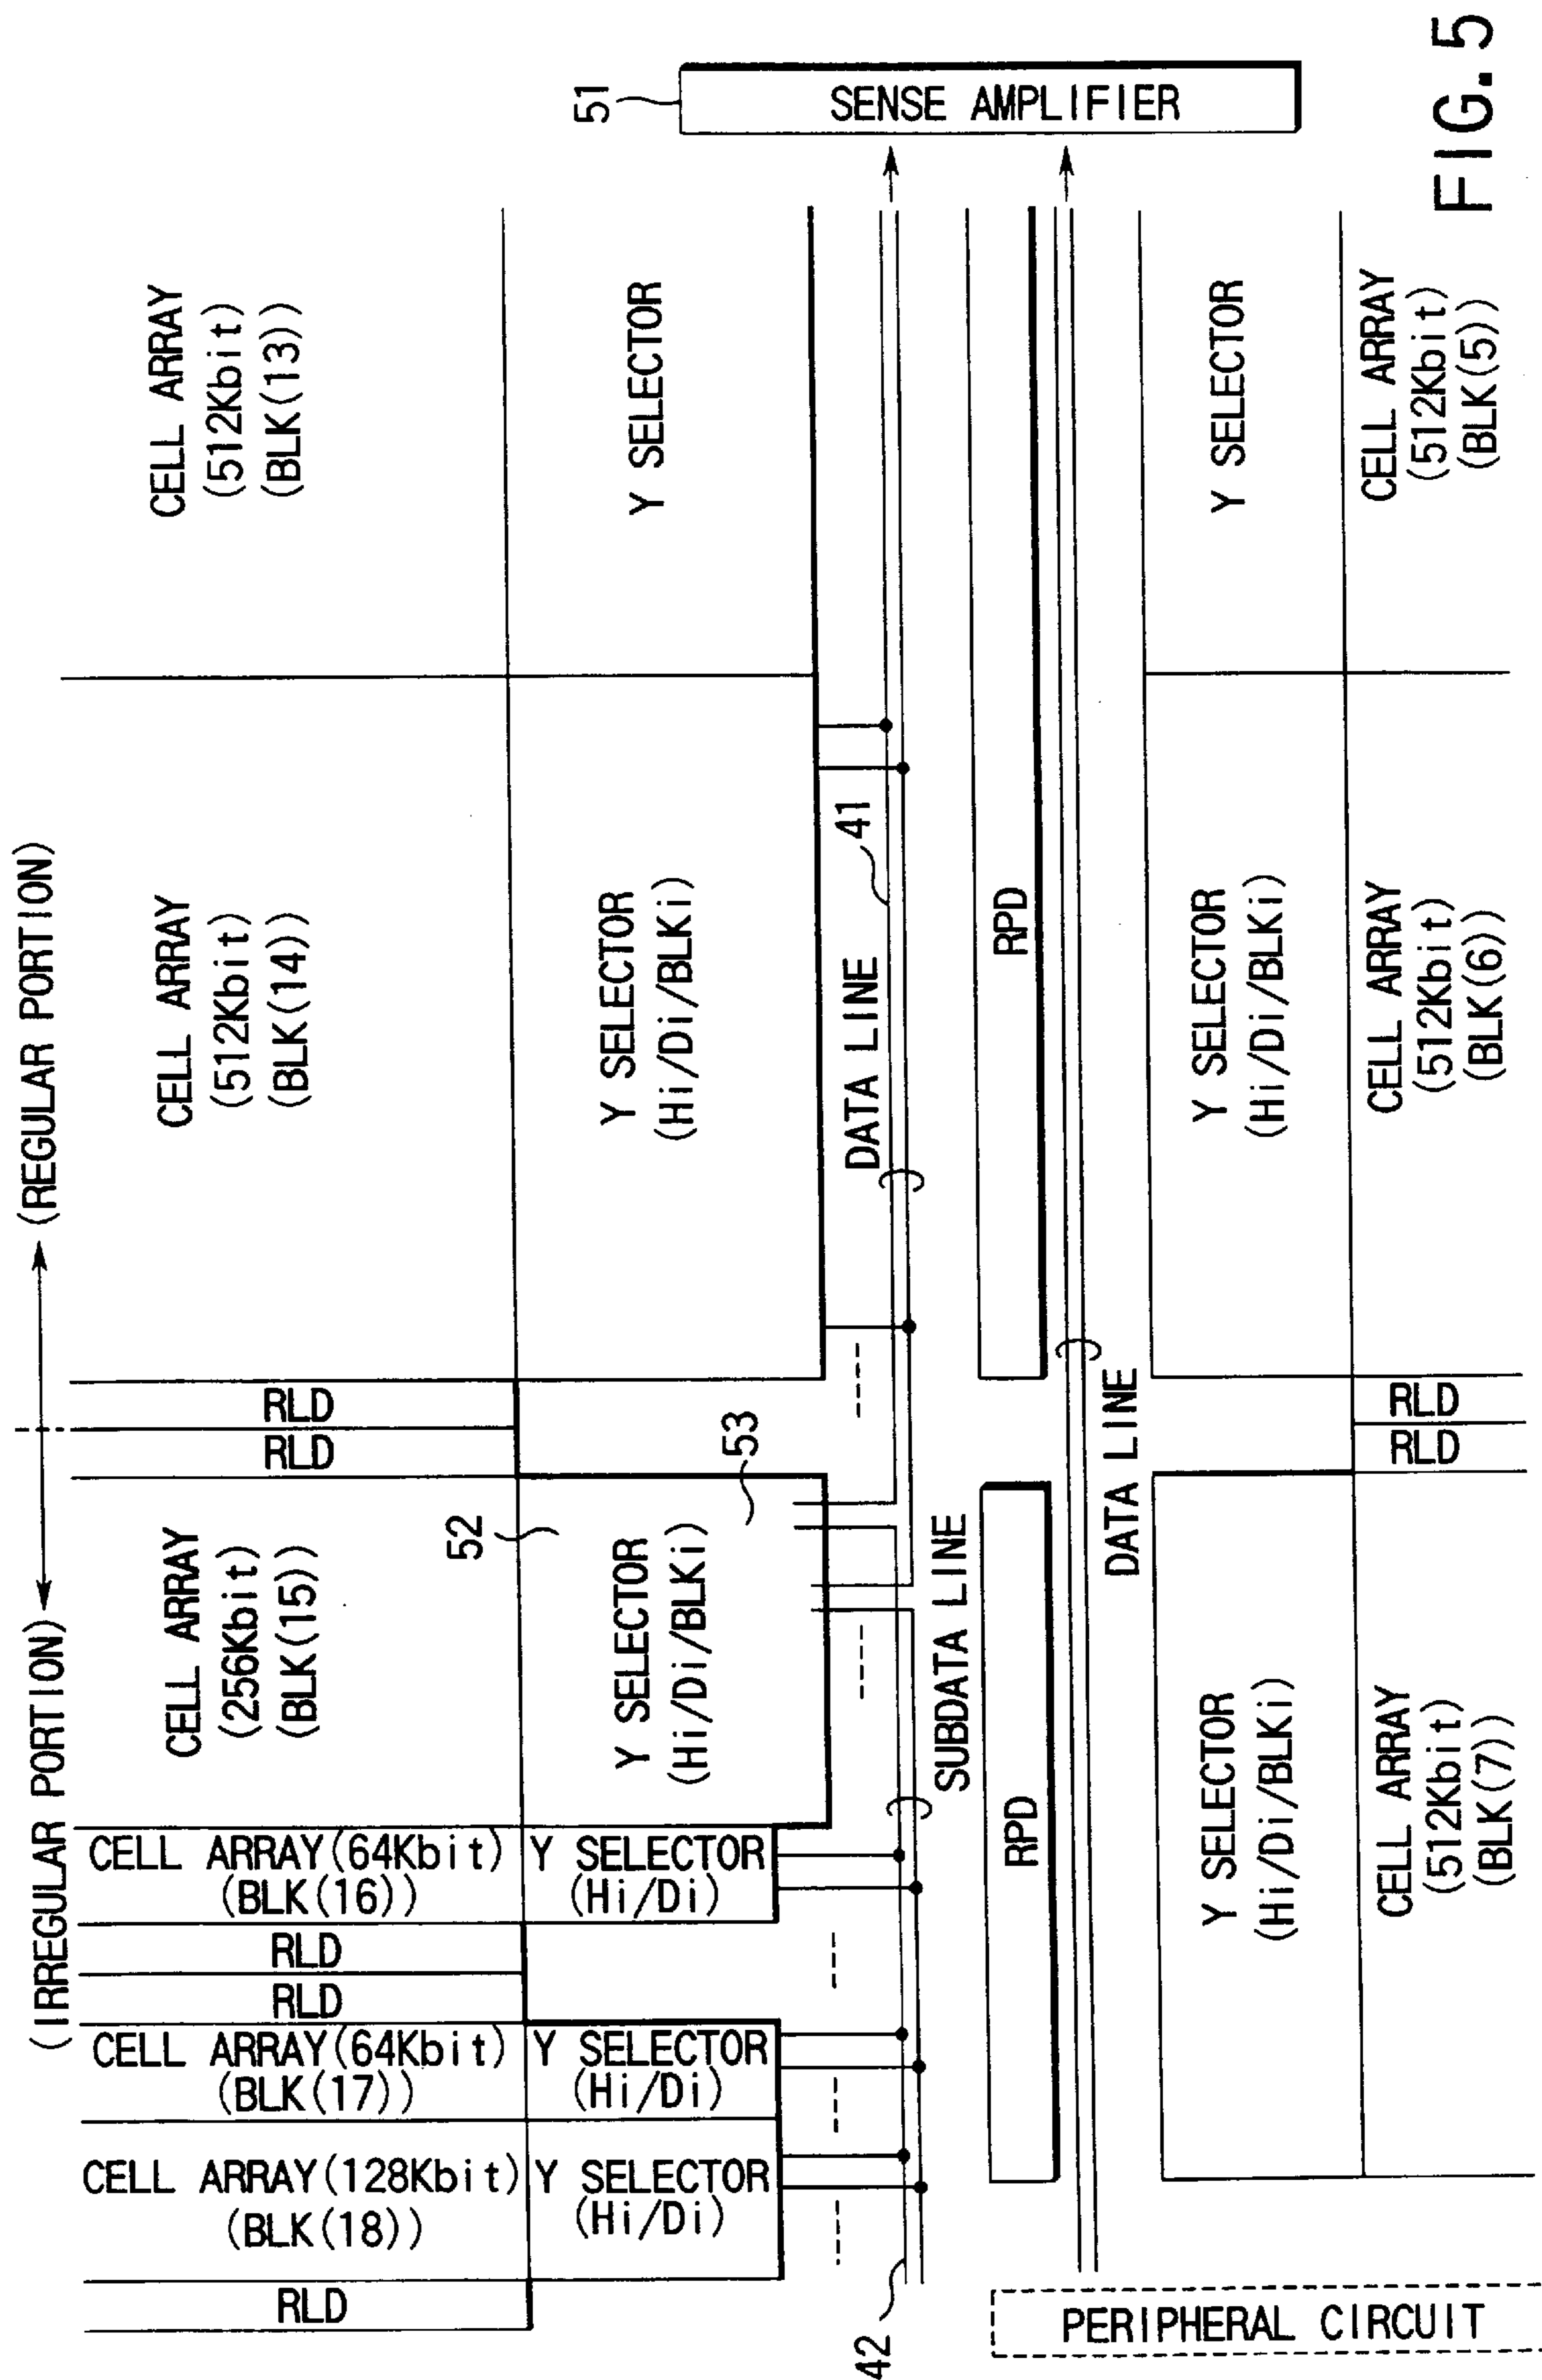 (IRREGULAR PORTION)
(REGULAR PORTION)
RLD
CELL ARRAY(128Kbit)
(BLK(18))
CELL ARRAY(64Kbit)
(BLK(17))
RLD
RLD
CELL ARRAY(64Kbit)
(BLK(16))
CELL ARRAY
(256Kbit)
(BLK(15))
RLD
RLD
CELL ARRAY
(512Kbit)
(BLK(14))
CELL ARRAY
(512Kbit)
(BLK(13))
Y SELECTOR
(Hi/Di)
Y SELECTOR
(Hi/Di)
Y SELECTOR
(Hi/Di)
52
Y SELECTOR
(Hi/Di/BLKi)
53
Y SELECTOR
(Hi/Di/BLKi)
Y SELECTOR
42
SUBDATA LINE
DATA LINE
41
51
SENSE AMPLIFIER
RPD
RPD
DATA LINE
PERIPHERAL CIRCUIT
Y SELECTOR
(Hi/Di/BLKi)
Y SELECTOR
(Hi/Di/BLKi)
Y SELECTOR
CELL ARRAY
(512Kbit)
(BLK(7))
RLD
RLD
CELL ARRAY
(512Kbit)
(BLK(6))
CELL ARRAY
(512Kbit)
(BLK(5))
FIG. 5